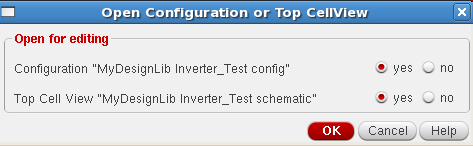 Open Configuration or Top CellView
Open for editing
Configuration "MyDesignLib Inverter_Test config" yes no
Top Cell View "MyDesignLib Inverter_Test schematic" yes no
OK Cancel Help